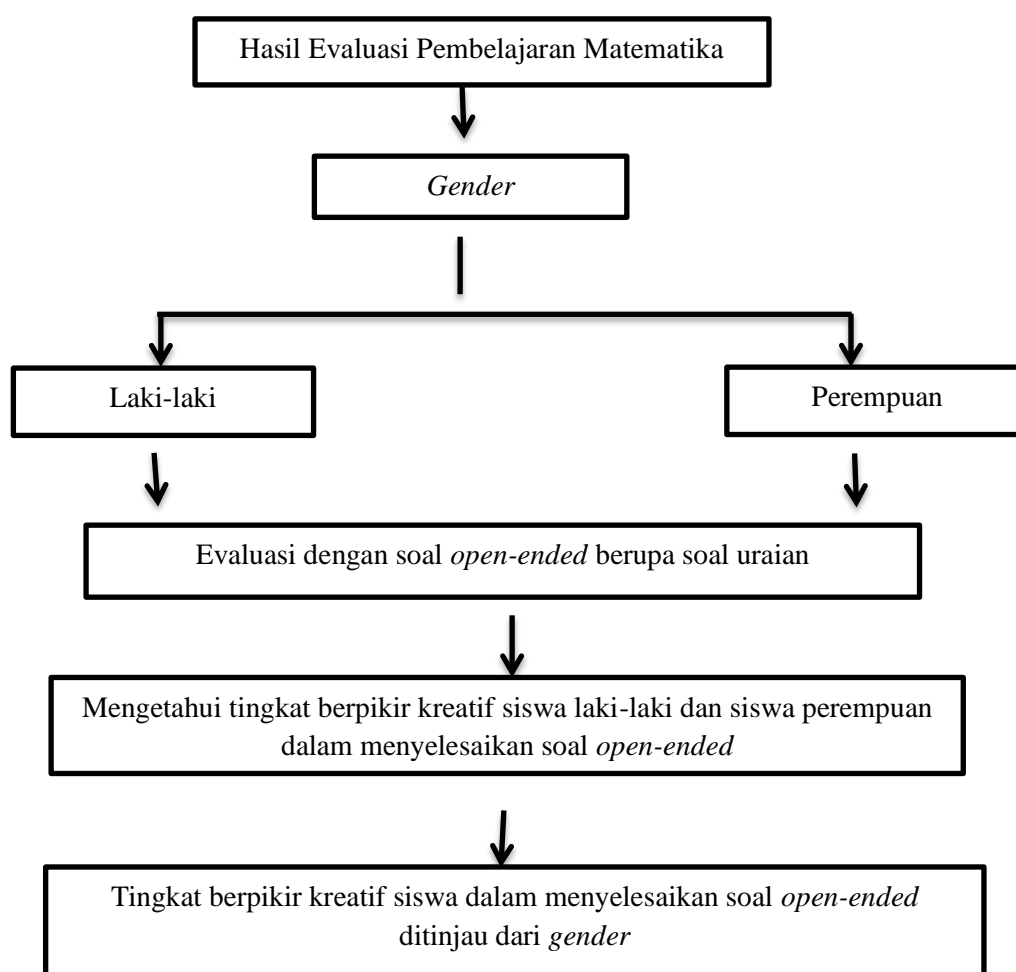 Hasil Evaluasi Pembelajaran Matematika
Gender
Laki-laki
Perempuan
Evaluasi dengan soal open-ended berupa soal uraian
Mengetahui tingkat berpikir kreatif siswa laki-laki dan siswa perempuan
dalam menyelesaikan soal open-ended
Tingkat berpikir kreatif siswa dalam menyelesaikan soal open-ended
ditinjau dari gender